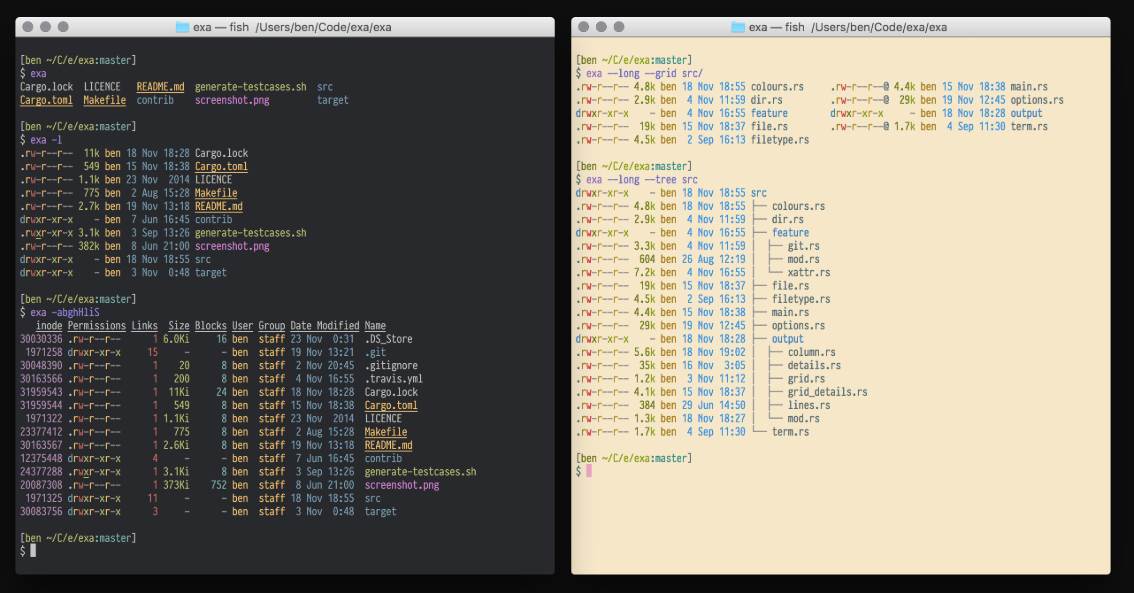 exa — fish  /Users/ben/Code/exa/exa
[ben ~/C/e/exa:master]
$ exa
Cargo.lock  LICENCE   README.md  generate-testcases.sh  src
Cargo.toml  Makefile  contrib    screenshot.png         target
[ben ~/C/e/exa:master]
$ exa -l
.rw-r--r--  11k ben 18 Nov 18:28 Cargo.lock
.rw-r--r--  549 ben 15 Nov 18:38 Cargo.toml
.rw-r--r-- 1.1k ben 23 Nov  2014 LICENCE
.rw-r--r--  775 ben  2 Aug 15:28 Makefile
.rw-r--r-- 2.7k ben 19 Nov 13:18 README.md
drwxr-xr-x    - ben  7 Jun 16:45 contrib
.rwxr-xr-x 3.1k ben  3 Sep 13:26 generate-testcases.sh
.rw-r--r-- 382k ben  8 Jun 21:00 screenshot.png
drwxr-xr-x    - ben 18 Nov 18:55 src
drwxr-xr-x    - ben  3 Nov  0:48 target
[ben ~/C/e/exa:master]
$ exa -abghHliS
   inode Permissions Links  Size Blocks User Group Date Modified Name
30030336 .rw-r--r--      1 6.0Ki     16 ben  staff 23 Nov  0:31  .DS_Store
 1971258 drwxr-xr-x     15     -      - ben  staff 19 Nov 13:21  .git
30048390 .rw-r--r--      1    20      8 ben  staff  2 Nov 20:45  .gitignore
30163566 .rw-r--r--      1   200      8 ben  staff  4 Nov 16:55  .travis.yml
31959543 .rw-r--r--      1  11Ki     24 ben  staff 18 Nov 18:28  Cargo.lock
31959544 .rw-r--r--      1   549      8 ben  staff 15 Nov 18:38  Cargo.toml
 1971322 .rw-r--r--      1 1.1Ki      8 ben  staff 23 Nov  2014  LICENCE
23377412 .rw-r--r--      1   775      8 ben  staff  2 Aug 15:28  Makefile
30163567 .rw-r--r--      1 2.6Ki      8 ben  staff 19 Nov 13:18  README.md
12375448 drwxr-xr-x      4     -      - ben  staff  7 Jun 16:45  contrib
24377288 .rwxr-xr-x      1 3.1Ki      8 ben  staff  3 Sep 13:26  generate-testcases.sh
20087308 .rw-r--r--      1 373Ki    752 ben  staff  8 Jun 21:00  screenshot.png
 1971325 drwxr-xr-x     11     -      - ben  staff 18 Nov 18:55  src
30083756 drwxr-xr-x      3     -      - ben  staff  3 Nov  0:48  target
[ben ~/C/e/exa:master]
$
exa — fish  /Users/ben/Code/exa/exa
[ben ~/C/e/exa:master]
$ exa --long --grid src/
.rw-r--r-- 4.8k ben 18 Nov 18:55 colours.rs     .rw-r--r--@ 4.4k ben 15 Nov 18:38 main.rs
.rw-r--r-- 2.9k ben  4 Nov 11:59 dir.rs         .rw-r--r--@  29k ben 19 Nov 12:45 options.rs
drwxr-xr-x    - ben  4 Nov 16:55 feature        drwxr-xr-x     - ben 18 Nov 18:28 output
.rw-r--r--  19k ben 15 Nov 18:37 file.rs        .rw-r--r--@ 1.7k ben  4 Sep 11:30 term.rs
.rw-r--r-- 4.5k ben  2 Sep 16:13 filetype.rs
[ben ~/C/e/exa:master]
$ exa --long --tree src
drwxr-xr-x    - ben 18 Nov 18:55 src
.rw-r--r-- 4.8k ben 18 Nov 18:55 ├── colours.rs
.rw-r--r-- 2.9k ben  4 Nov 11:59 ├── dir.rs
drwxr-xr-x    - ben  4 Nov 16:55 ├── feature
.rw-r--r-- 3.3k ben  4 Nov 11:59 │  ├── git.rs
.rw-r--r--  604 ben 26 Aug 12:19 │  ├── mod.rs
.rw-r--r-- 7.2k ben  4 Nov 16:55 │  └── xattr.rs
.rw-r--r--  19k ben 15 Nov 18:37 ├── file.rs
.rw-r--r-- 4.5k ben  2 Sep 16:13 ├── filetype.rs
.rw-r--r-- 4.4k ben 15 Nov 18:38 ├── main.rs
.rw-r--r--  29k ben 19 Nov 12:45 ├── options.rs
drwxr-xr-x    - ben 18 Nov 18:28 ├── output
.rw-r--r-- 5.6k ben 18 Nov 19:02 │  ├── column.rs
.rw-r--r--  35k ben 16 Nov  3:05 │  ├── details.rs
.rw-r--r-- 1.2k ben  3 Nov 11:12 │  ├── grid.rs
.rw-r--r-- 4.1k ben 15 Nov 18:37 │  ├── grid_details.rs
.rw-r--r--  384 ben 29 Jun 14:50 │  ├── lines.rs
.rw-r--r-- 1.3k ben 18 Nov 18:27 │  └── mod.rs
.rw-r--r-- 1.7k ben  4 Sep 11:30 └── term.rs
[ben ~/C/e/exa:master]
$